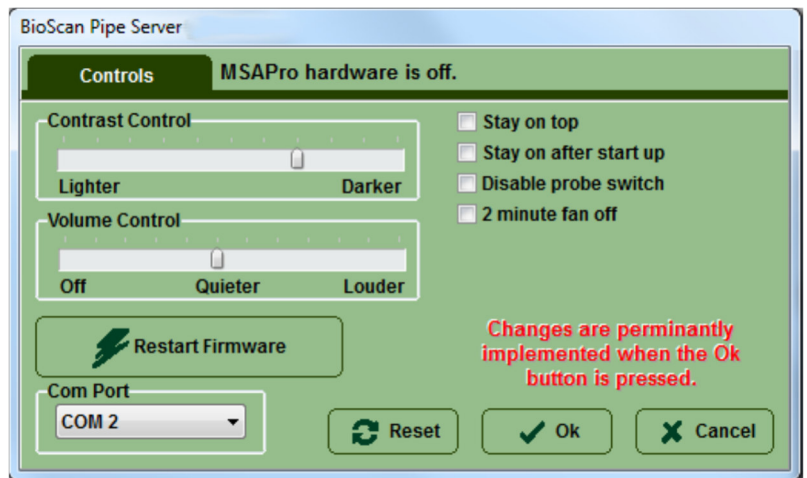 BioScan Pipe Server
Controls
MSAPro hardware is off.
Contrast Control
Lighter Darker
Volume Control
Off Quieter Louder
Stay on top
Stay on after start up
Disable probe switch
2 minute fan off
Restart Firmware
Changes are perminantly
implemented when the Ok
button is pressed.
Com Port
COM 2
Reset
Ok
Cancel